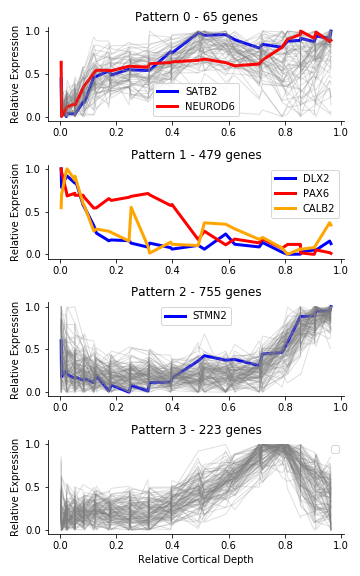 Pattern 0 - 65 genes
Relative Expression
1.0
0.5
0.0
SATB2
NEUROD6
0.0 0.2 0.4 0.6 0.8 1.0
Pattern 1 - 479 genes
Relative Expression
1.0
0.5
0.0
DLX2
PAX6
CALB2
0.0 0.2 0.4 0.6 0.8 1.0
Pattern 2 - 755 genes
Relative Expression
1.0
0.5
0.0
STMN2
0.0 0.2 0.4 0.6 0.8 1.0
Pattern 3 - 223 genes
Relative Expression
1.0
0.5
0.0
0.0 0.2 0.4 0.6 0.8 1.0
Relative Cortical Depth